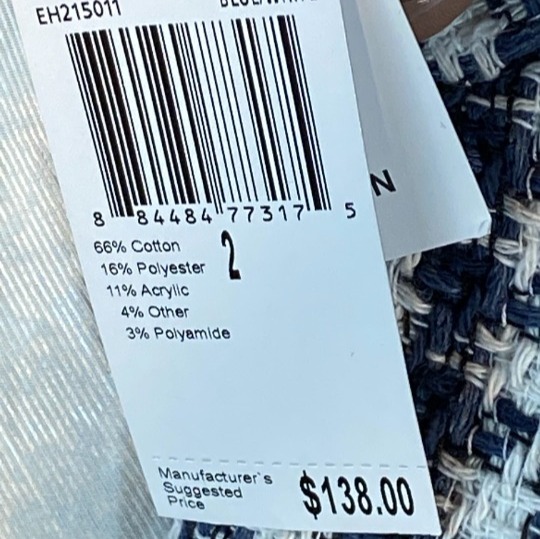 EH215011
8 84484 77317 5
2
66% Cotton
16% Polyester
11% Acrylic
4% Other
3% Polyamide
Manufacturer's
Suggested
Price
$138.00
N